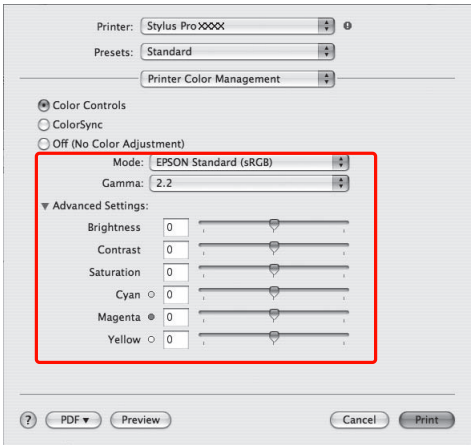 Printer: Stylus Pro XXXX
Presets: Standard
Printer Color Management
Color Controls
ColorSync
Off (No Color Adjustment)
Mode: EPSON Standard (sRGB)
Gamma: 2.2
Advanced Settings:
Brightness 0
Contrast 0
Saturation 0
Cyan 0
Magenta 0
Yellow 0
? PDF Preview Cancel Print